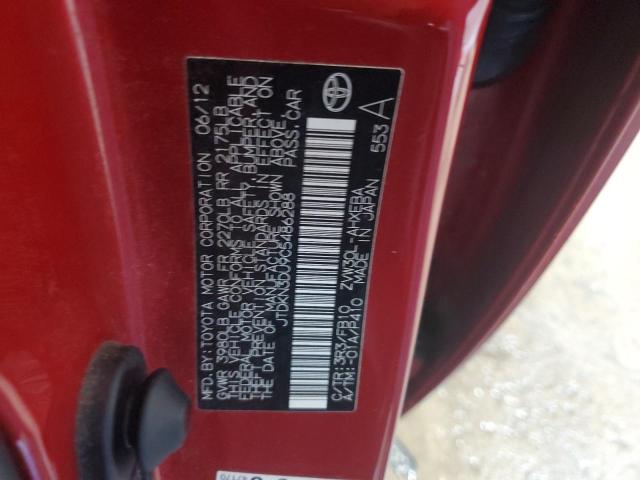 MFD. BY: TOYOTA MOTOR CORPORATION 06/12
GVWR 3980LB GAWR FR 2270LB RR 2175LB
THIS VEHICLE CONFORMS TO ALL APPLICABLE
FEDERAL MOTOR VEHICLE SAFETY, BUMPER AND
THEFT PREVENTION STANDARDS IN EFFECT ON
THE DATE OF MANUFACTURE SHOWN ABOVE.
JTDKN3DU9C5486288 PASS. CAR
C/TR: 3R3/FB10 ZVW30L-AHXEBA
A/TM: -01A/P410 MADE IN JAPAN 553 A